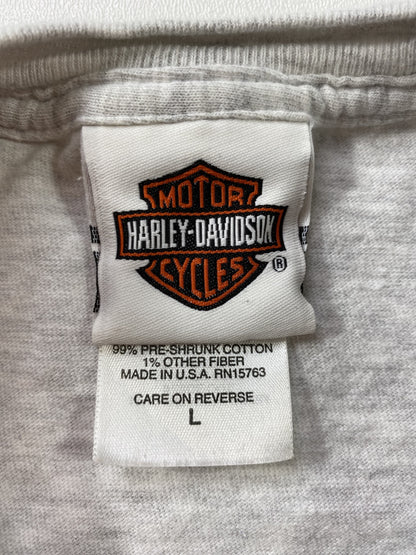 MOTOR
HARLEY-DAVIDSON
CYCLES ®
99% PRE-SHRUNK COTTON
1% OTHER FIBER
MADE IN U.S.A. RN15763
CARE ON REVERSE
L